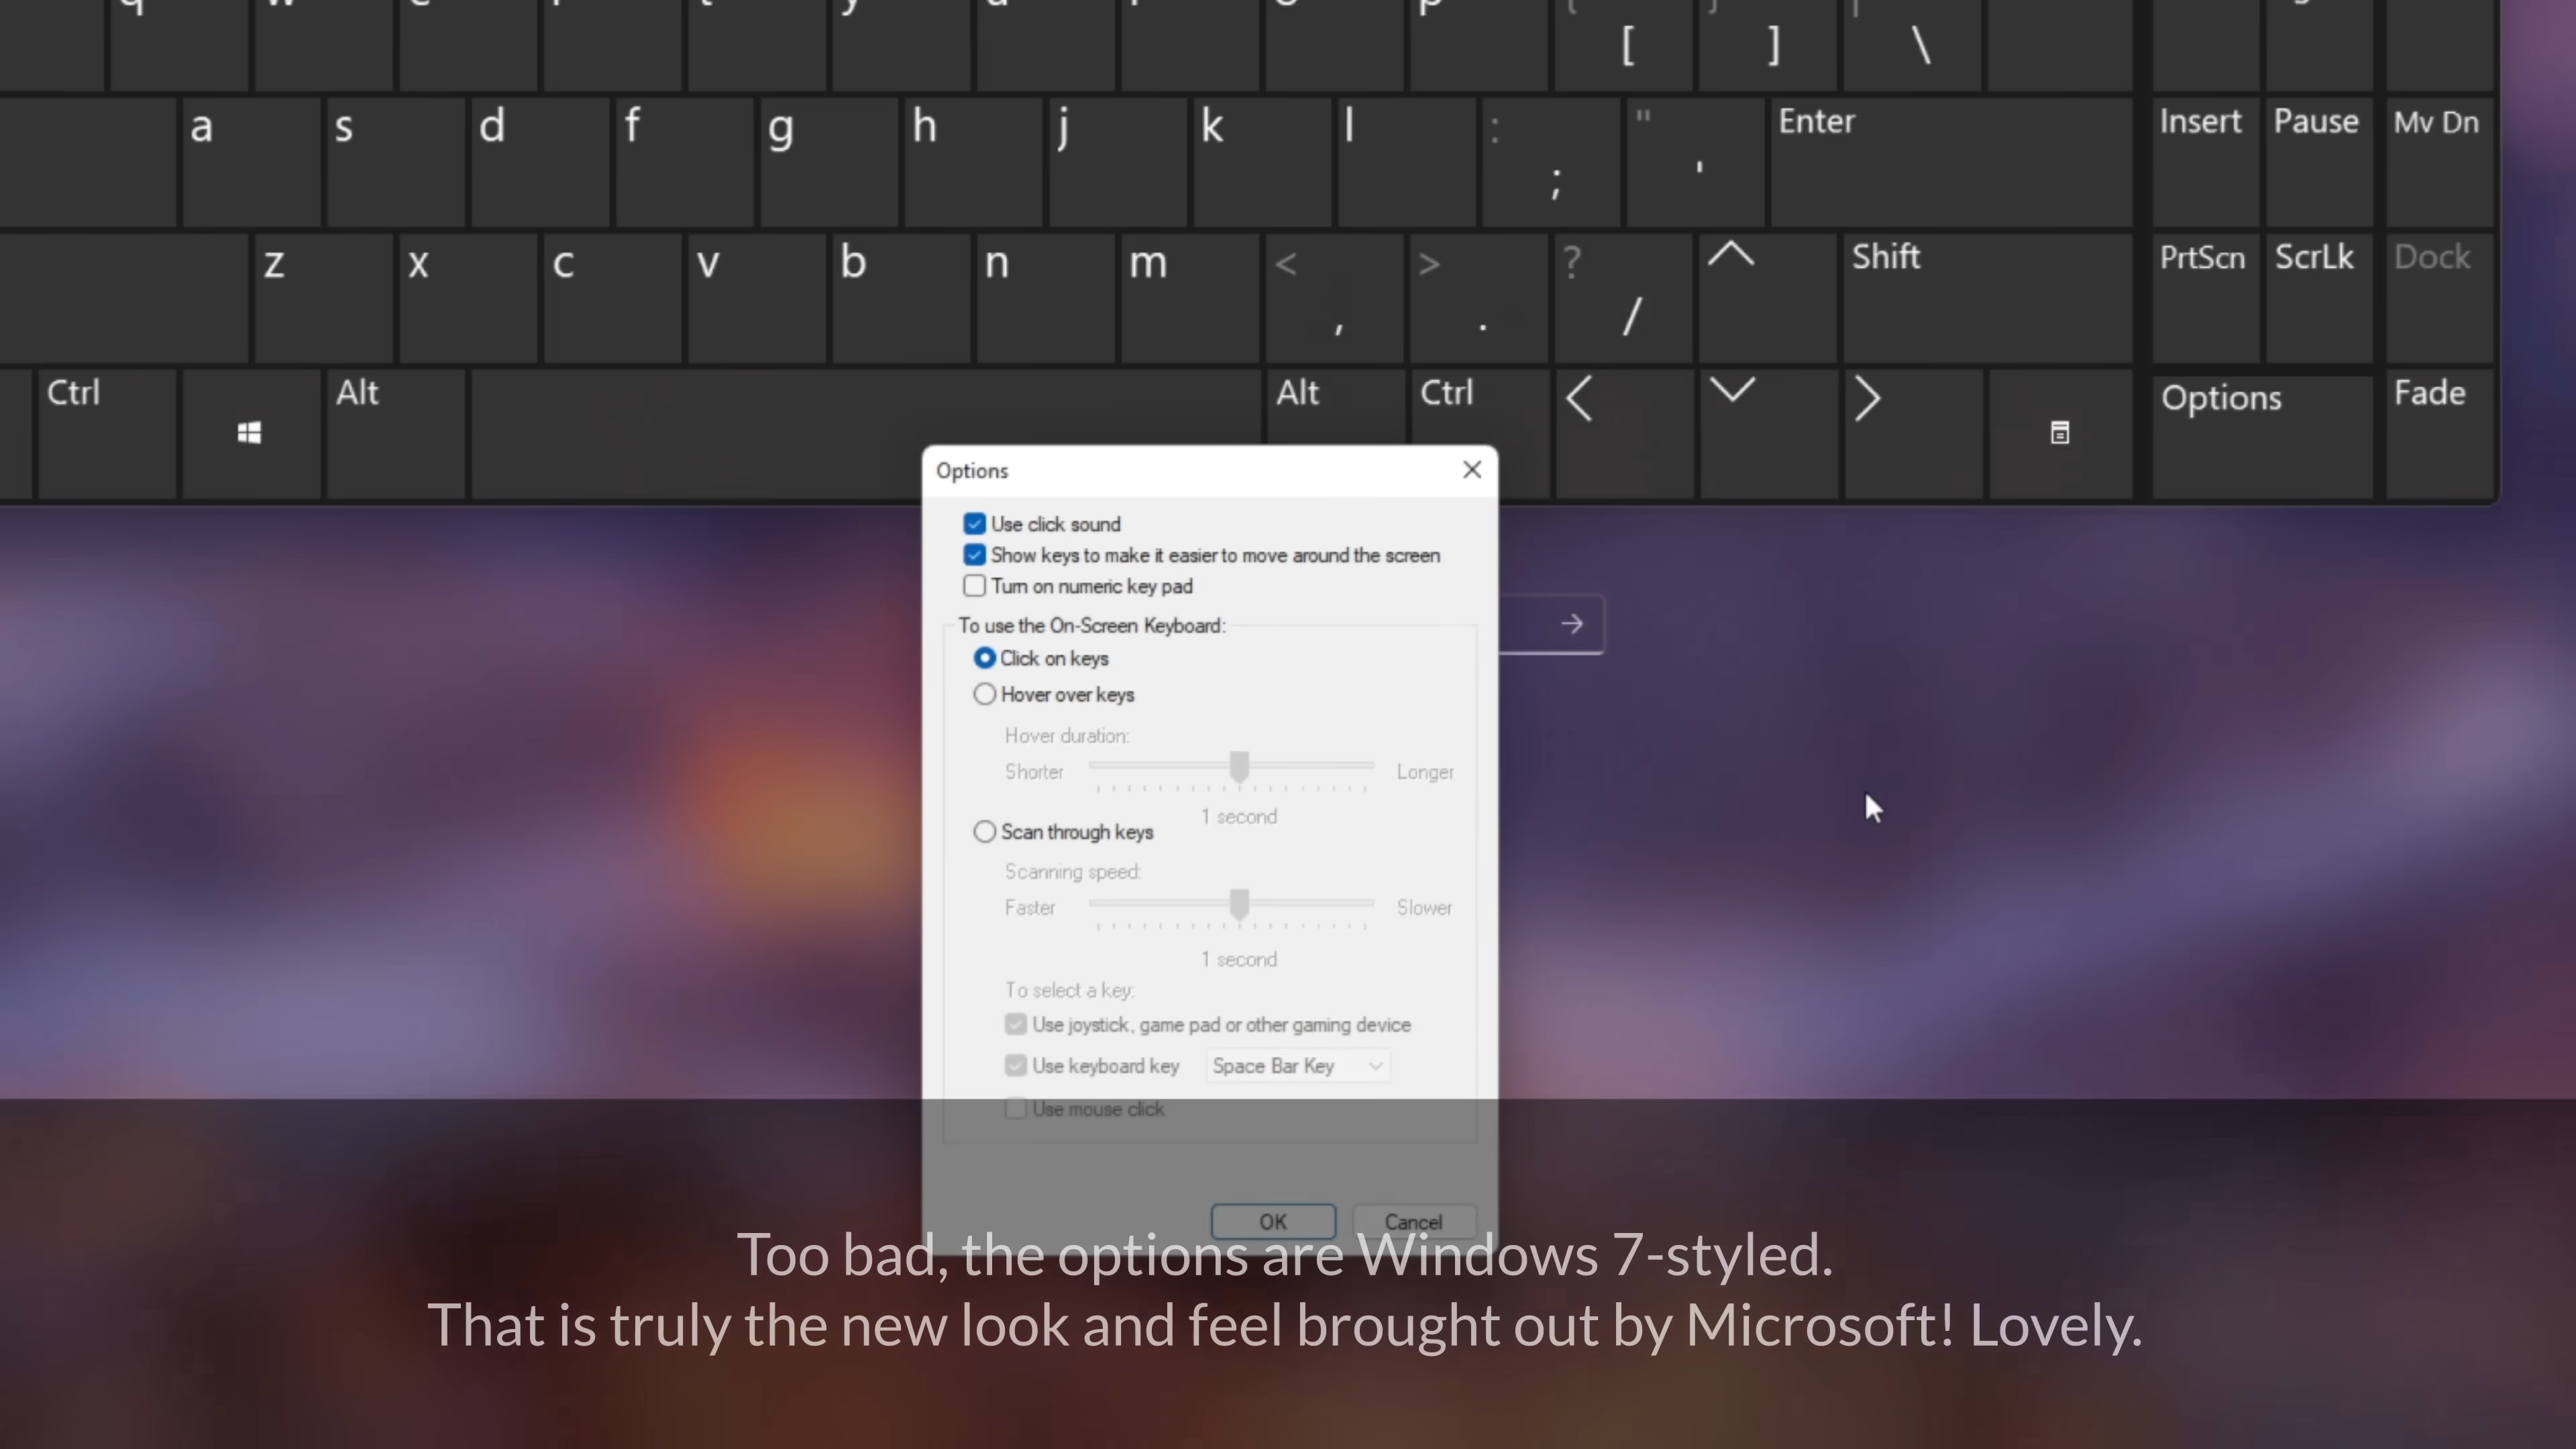 [ ] \
a s d f g h j k l : ; " ' Enter Insert Pause Mv Dn
z x c v b n m < , > . ? / Shift PrtScn ScrLk Dock
Ctrl Alt Alt Ctrl Options Fade
Options
Use click sound
Show keys to make it easier to move around the screen
Turn on numeric key pad
To use the On-Screen Keyboard:
Click on keys
Hover over keys
Hover duration:
Shorter Longer
1 second
Scan through keys
Scanning speed:
Faster Slower
1 second
To select a key:
Use joystick, game pad or other gaming device
Use keyboard key Space Bar Key
Use mouse click
OK Cancel
Too bad, the options are Windows 7-styled.
That is truly the new look and feel brought out by Microsoft! Lovely.